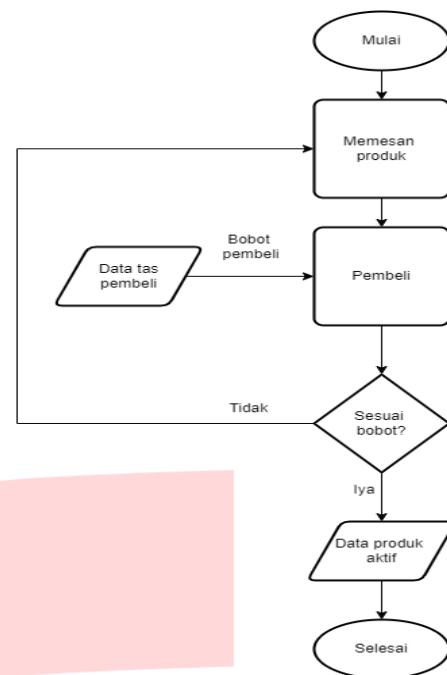 Mulai
Memesan
produk
Bobot
pembeli
Data tas
pembeli
Pembeli
Tidak
Sesuai
bobot?
Iya
Data produk
aktif
Selesai